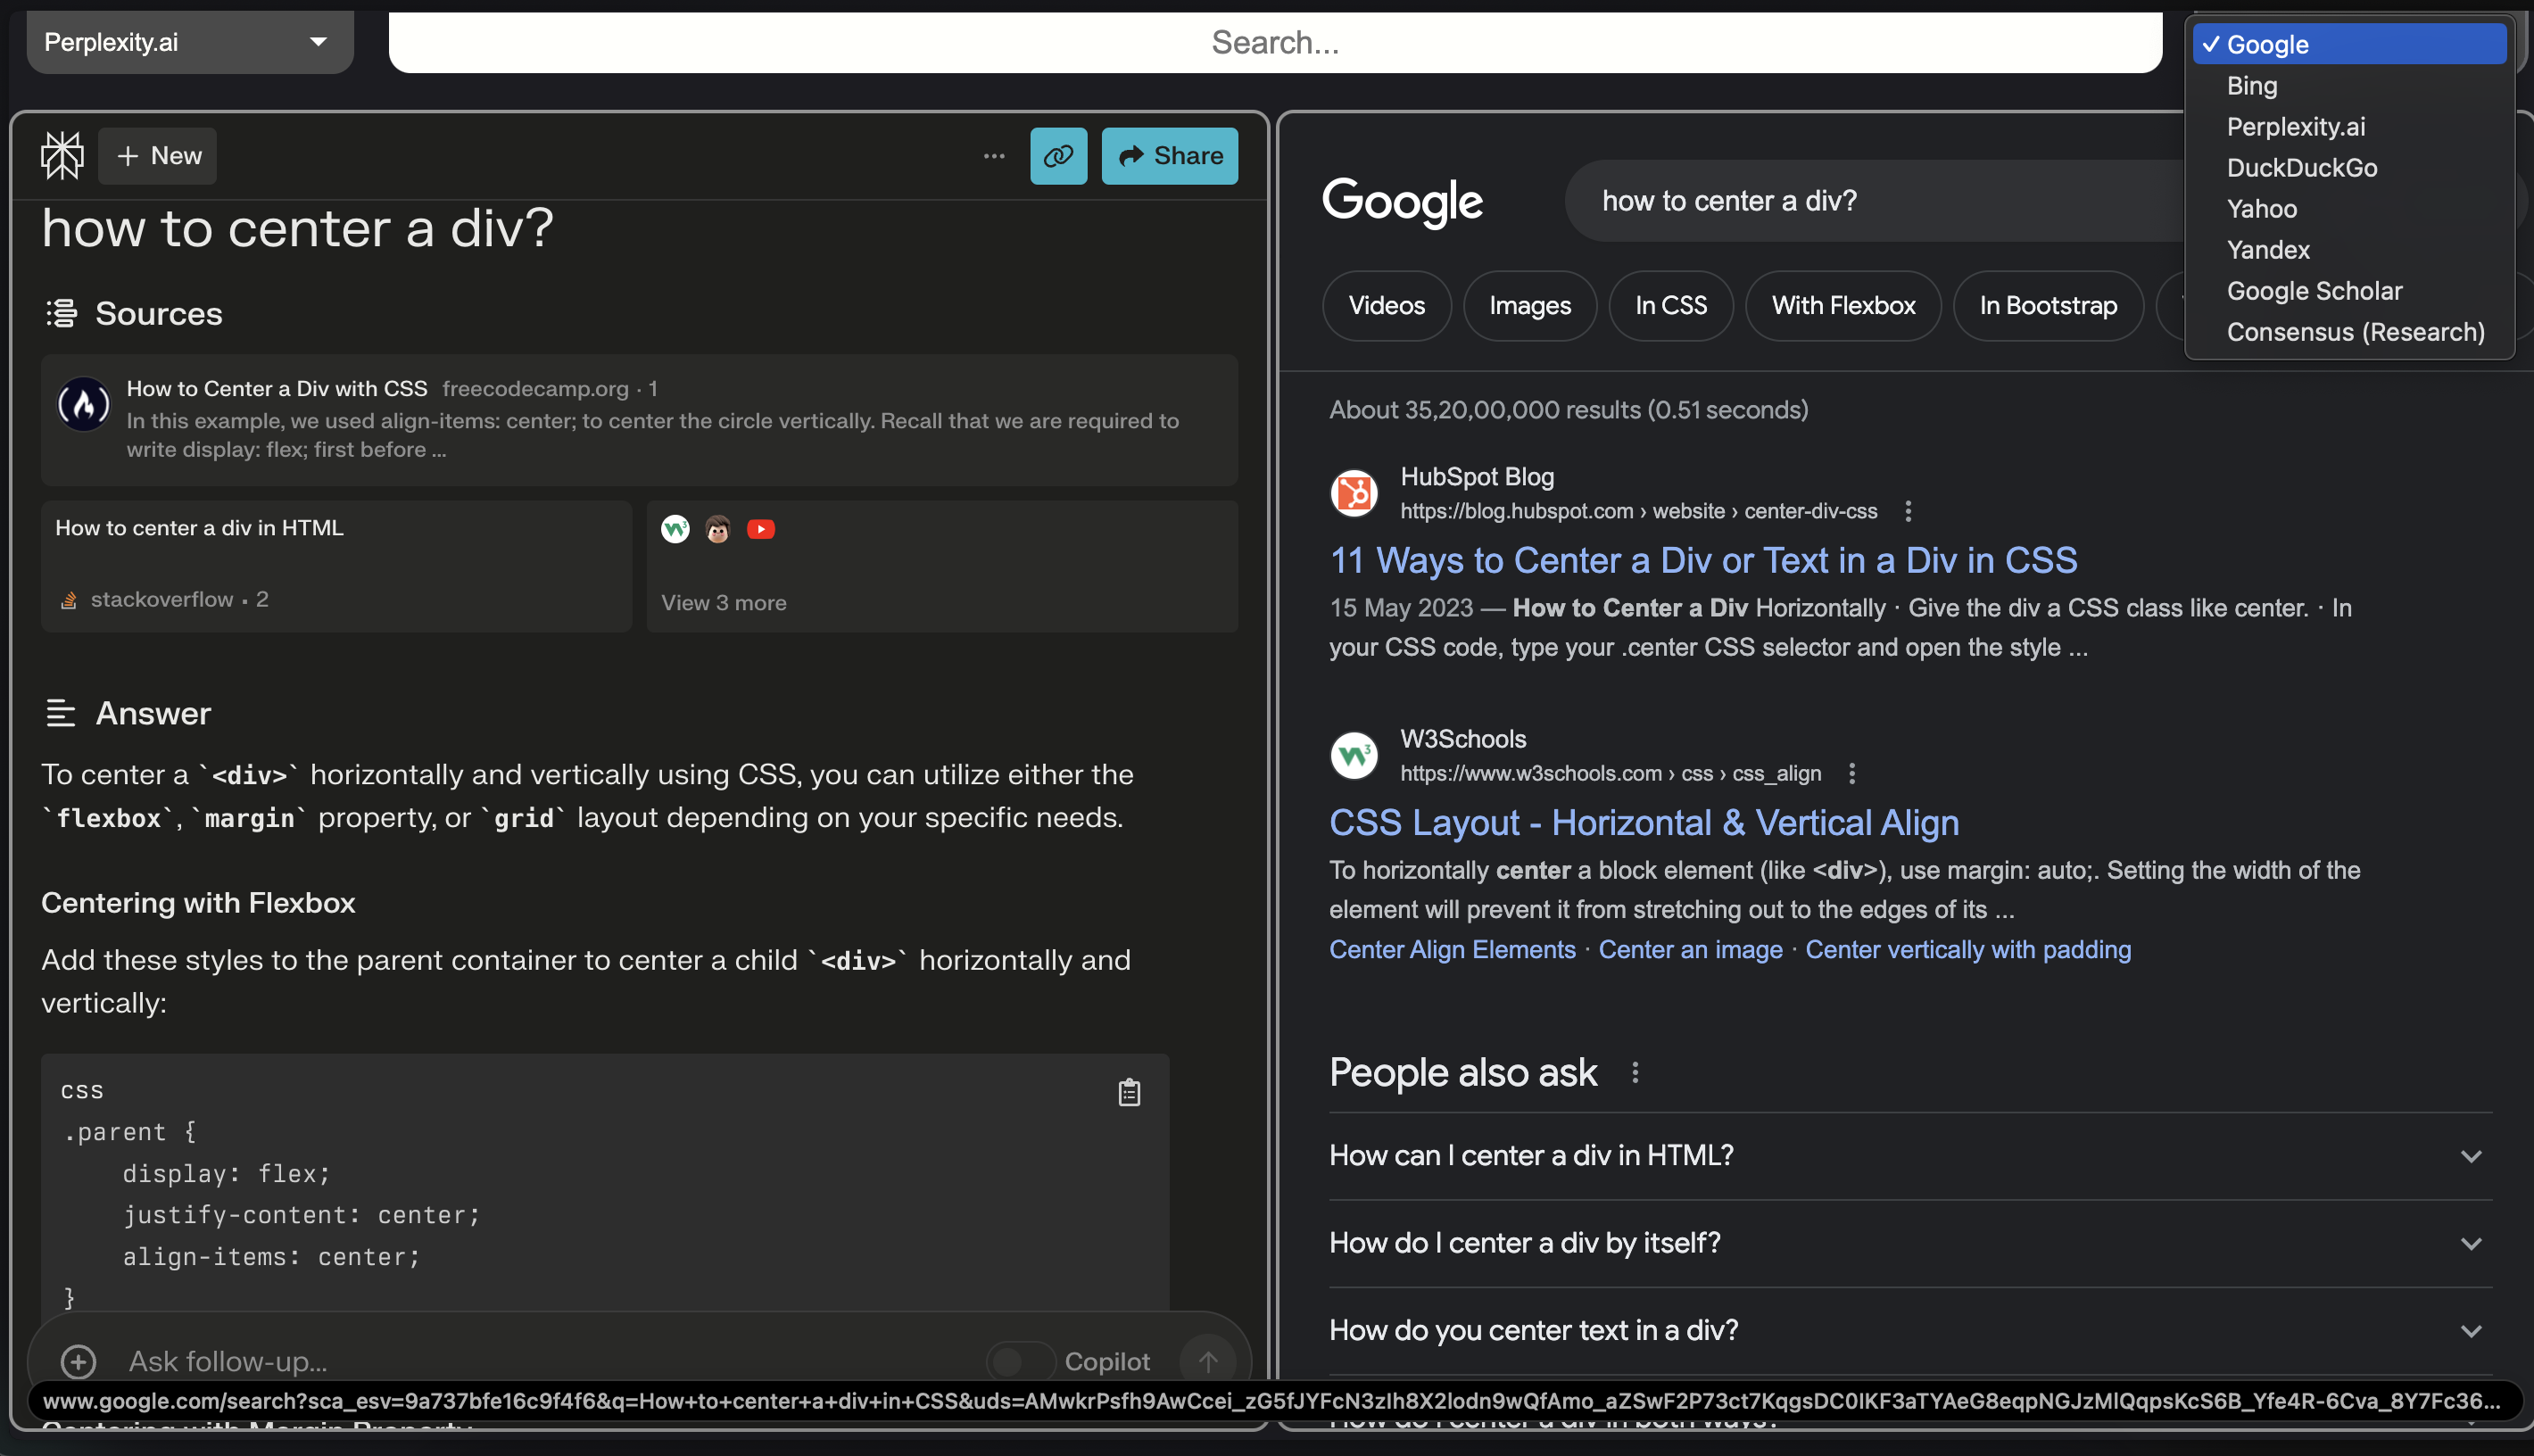 Perplexity.ai
Search...
✓ Google
Bing
Perplexity.ai
DuckDuckGo
Yahoo
Yandex
Google Scholar
Consensus (Research)
+ New
Share
how to center a div?
Sources
How to Center a Div with CSS freecodecamp.org · 1
In this example, we used align-items: center; to center the circle vertically. Recall that we are required to
write display: flex; first before ...
How to center a div in HTML
stackoverflow · 2
View 3 more
Answer
To center a `<div>` horizontally and vertically using CSS, you can utilize either the
`flexbox`, `margin` property, or `grid` layout depending on your specific needs.
Centering with Flexbox
Add these styles to the parent container to center a child `<div>` horizontally and
vertically:
css
.parent {
    display: flex;
    justify-content: center;
    align-items: center;
}
Ask follow-up...
Copilot
Centering with Margin Property
Google
how to center a div?
Videos
Images
In CSS
With Flexbox
In Bootstrap
About 35,20,00,000 results (0.51 seconds)
HubSpot Blog
https://blog.hubspot.com › website › center-div-css
11 Ways to Center a Div or Text in a Div in CSS
15 May 2023 — How to Center a Div Horizontally · Give the div a CSS class like center. · In
your CSS code, type your .center CSS selector and open the style ...
W3Schools
https://www.w3schools.com › css › css_align
CSS Layout - Horizontal & Vertical Align
To horizontally center a block element (like <div>), use margin: auto;. Setting the width of the
element will prevent it from stretching out to the edges of its ...
Center Align Elements · Center an image · Center vertically with padding
People also ask
How can I center a div in HTML?
How do I center a div by itself?
How do you center text in a div?
How do I center a div in both ways?
www.google.com/search?sca_esv=9a737bfe16c9f4f6&q=How+to+center+a+div+in+CSS&uds=AMwkrPsfh9AwCcei_zG5fJYFcN3zIh8X2lodn9wQfAmo_aZSwF2P73ct7KqgsDC0IKF3aTYAeG8eqpNGJzMlQqpsKcS6B_Yfe4R-6Cva_8Y7Fc36...